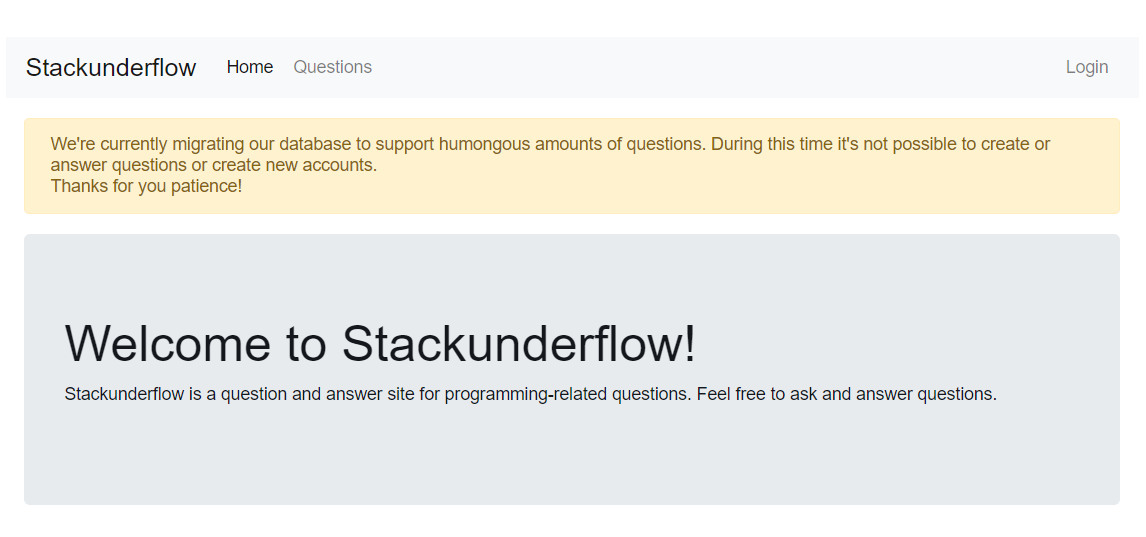 Stackunderflow Home Questions Login
We're currently migrating our database to support humongous amounts of questions. During this time it's not possible to create or
answer questions or create new accounts.
Thanks for you patience!
Welcome to Stackunderflow!
Stackunderflow is a question and answer site for programming-related questions. Feel free to ask and answer questions.